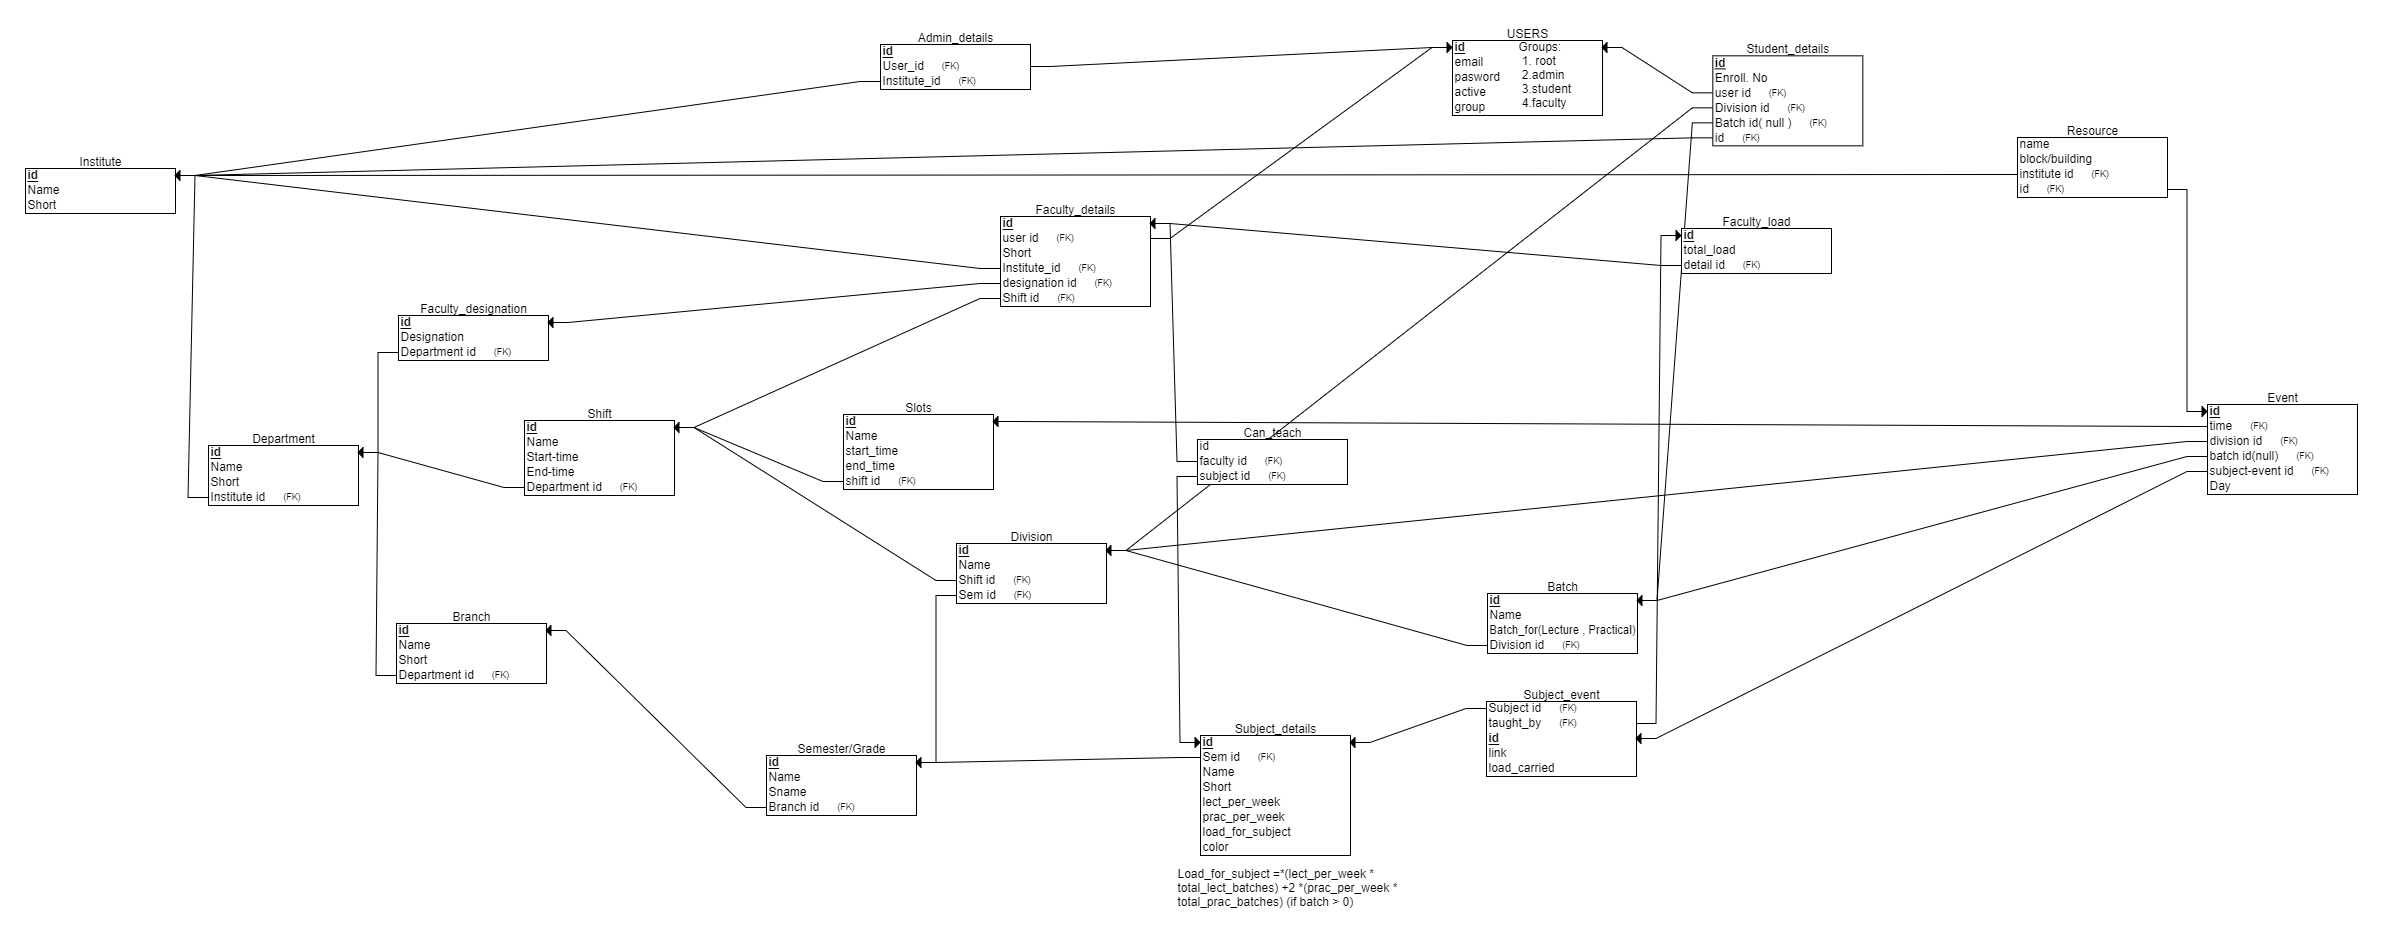 Admin_details
id
User_id (FK)
Institute_id (FK)
USERS
id
email
pasword
active
group
Groups:
1. root
2.admin
3.student
4.faculty
Student_details
id
Enroll. No
user id (FK)
Division id (FK)
Batch id( null ) (FK)
id (FK)
Resource
name
block/building
institute id (FK)
id (FK)
Institute
id
Name
Short
Faculty_details
id
user id (FK)
Short
Institute_id (FK)
designation id (FK)
Shift id (FK)
Faculty_load
id
total_load
detail id (FK)
Faculty_designation
id
Designation
Department id (FK)
Event
id
time (FK)
division id (FK)
batch id(null) (FK)
subject-event id (FK)
Day
Department
id
Name
Short
Institute id (FK)
Shift
id
Name
Start-time
End-time
Department id (FK)
Slots
id
Name
start_time
end_time
shift id (FK)
Can_teach
id
faculty id (FK)
subject id (FK)
Division
id
Name
Shift id (FK)
Sem id (FK)
Batch
id
Name
Batch_for(Lecture , Practical)
Division id (FK)
Branch
id
Name
Short
Department id (FK)
Semester/Grade
id
Name
Sname
Branch id (FK)
Subject_details
id
Sem id (FK)
Name
Short
lect_per_week
prac_per_week
load_for_subject
color
Subject_event
Subject id (FK)
taught_by (FK)
id
link
load_carried
Load_for_subject =*(lect_per_week *
total_lect_batches) +2 *(prac_per_week *
total_prac_batches) (if batch > 0)